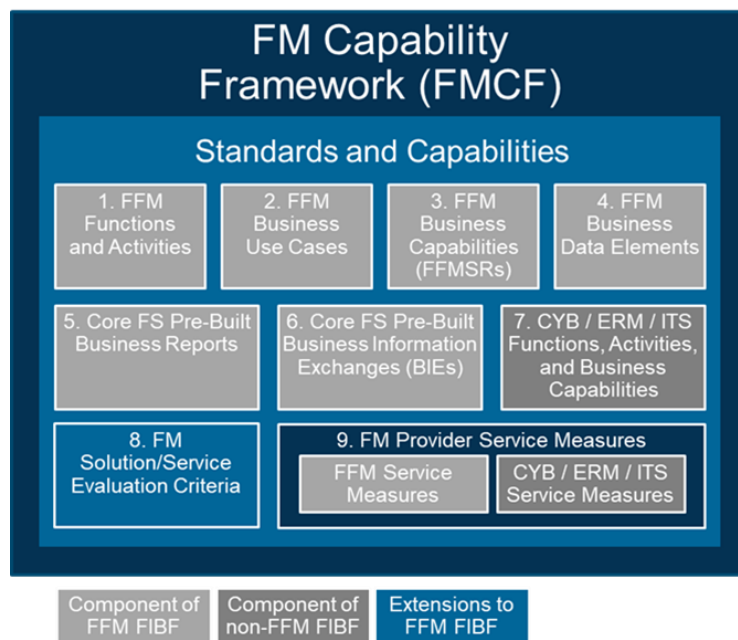 FM Capability
Framework (FMCF)
Standards and Capabilities
1. FFM
Functions
and Activities
2. FFM
Business
Use Cases
3. FFM
Business
Capabilities
(FFMSRs)
4. FFM
Business
Data Elements
5. Core FS Pre-Built
Business Reports
6. Core FS Pre-Built
Business Information
Exchanges (BIEs)
7. CYB / ERM / ITS
Functions, Activities,
and Business
Capabilities
8. FM
Solution/Service
Evaluation Criteria
9. FM Provider Service Measures
FFM Service
Measures
CYB / ERM / ITS
Service Measures
Component of
FFM FIBF
Component of
non-FFM FIBF
Extensions to
FFM FIBF